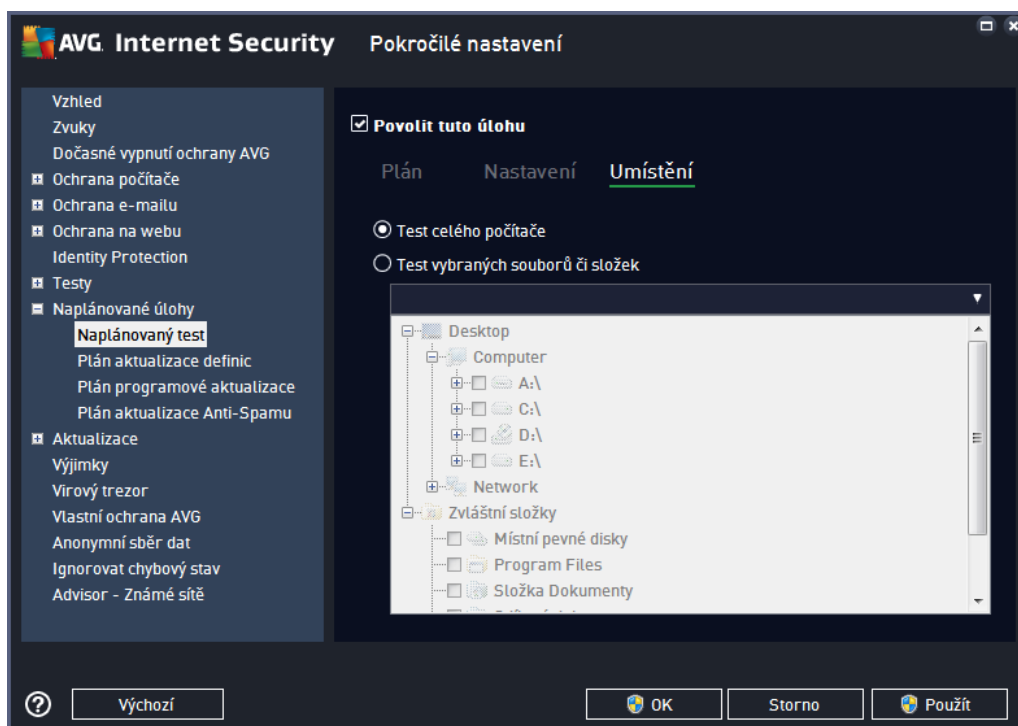 AVG. Internet Security Pokročilé nastavení
Vzhled
Zvuky
Dočasné vypnutí ochrany AVG
Ochrana počítače
Ochrana e-mailu
Ochrana na webu
Identity Protection
Testy
Naplánované úlohy
Naplánovaný test
Plán aktualizace definic
Plán programové aktualizace
Plán aktualizace Anti-Spamu
Aktualizace
Výjimky
Virový trezor
Vlastní ochrana AVG
Anonymní sběr dat
Ignorovat chybový stav
Advisor - Známé sítě
Povolit tuto úlohu
Plán Nastavení Umístění
Test celého počítače
Test vybraných souborů či složek
Desktop
Computer
A:\
C:\
D:\
E:\
Network
Zvláštní složky
Místní pevné disky
Program Files
Složka Dokumenty
Výchozí OK Storno Použít